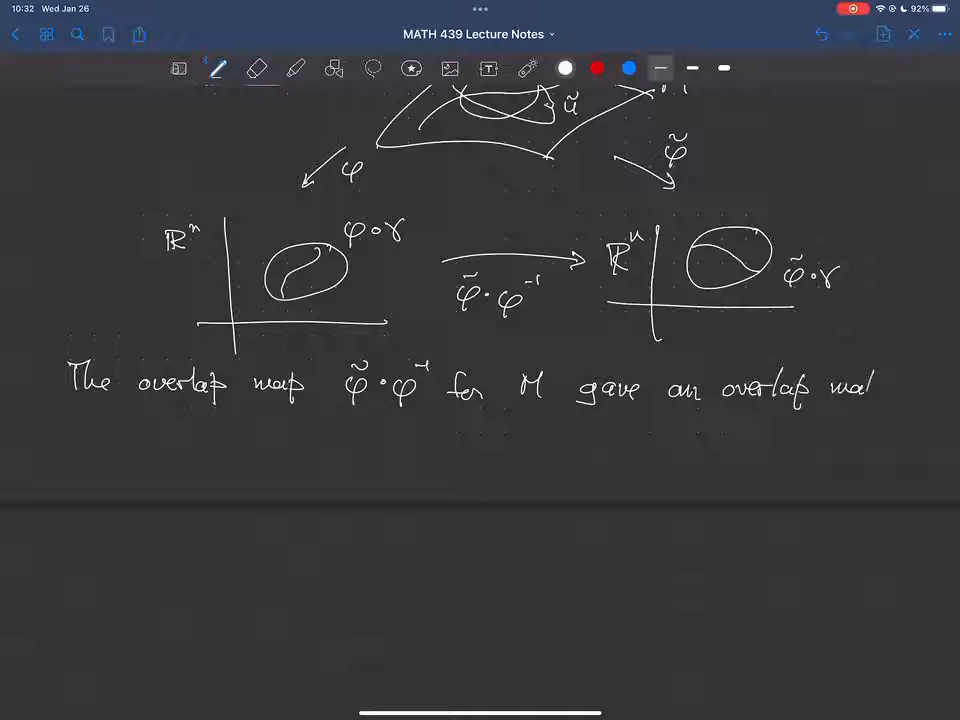 10:32 Wed Jan 26
92%
MATH 439 Lecture Notes
T
ũ
φ
φ̃
ℝⁿ
φ∘γ
φ̃∘φ⁻¹
ℝⁿ
φ̃∘γ
The overlap map φ̃∘φ⁻¹ for M gave an overlap mal